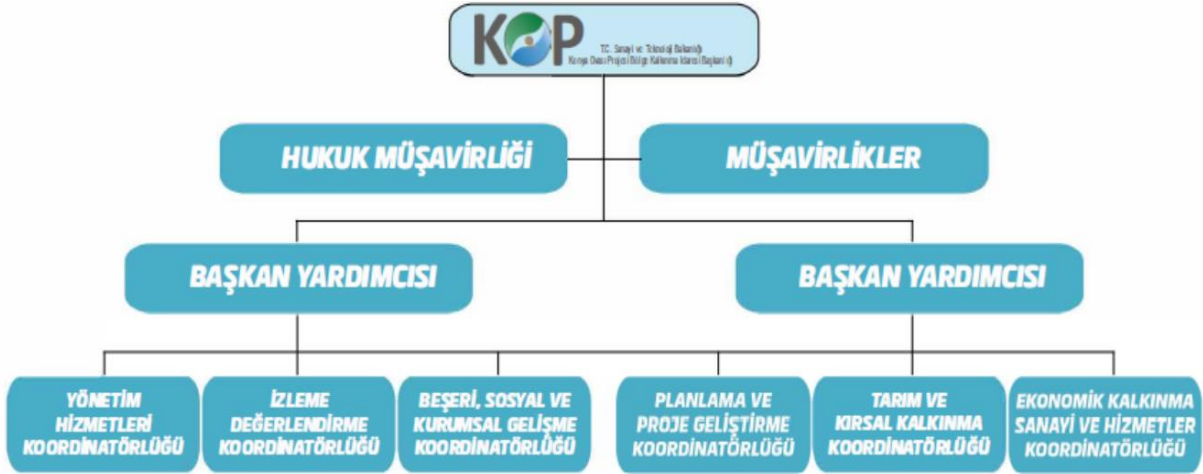 KOP
T.C. Sanayi ve Teknoloji Bakanlığı
Konya Ovası Projesi Bölge Kalkınma İdaresi Başkanlığı
HUKUK MÜŞAVİRLİĞİ
MÜŞAVİRLİKLER
BAŞKAN YARDIMCISI
BAŞKAN YARDIMCISI
YÖNETİM
HİZMETLERİ
KOORDİNATÖRLÜĞÜ
İZLEME
DEĞERLENDİRME
KOORDİNATÖRLÜĞÜ
BEŞERİ, SOSYAL VE
KURUMSAL GELİŞME
KOORDİNATÖRLÜĞÜ
PLANLAMA VE
PROJE GELİŞTİRME
KOORDİNATÖRLÜĞÜ
TARIM VE
KIRSAL KALKINMA
KOORDİNATÖRLÜĞÜ
EKONOMİK KALKINMA
SANAYİ VE HİZMETLER
KOORDİNATÖRLÜĞÜ